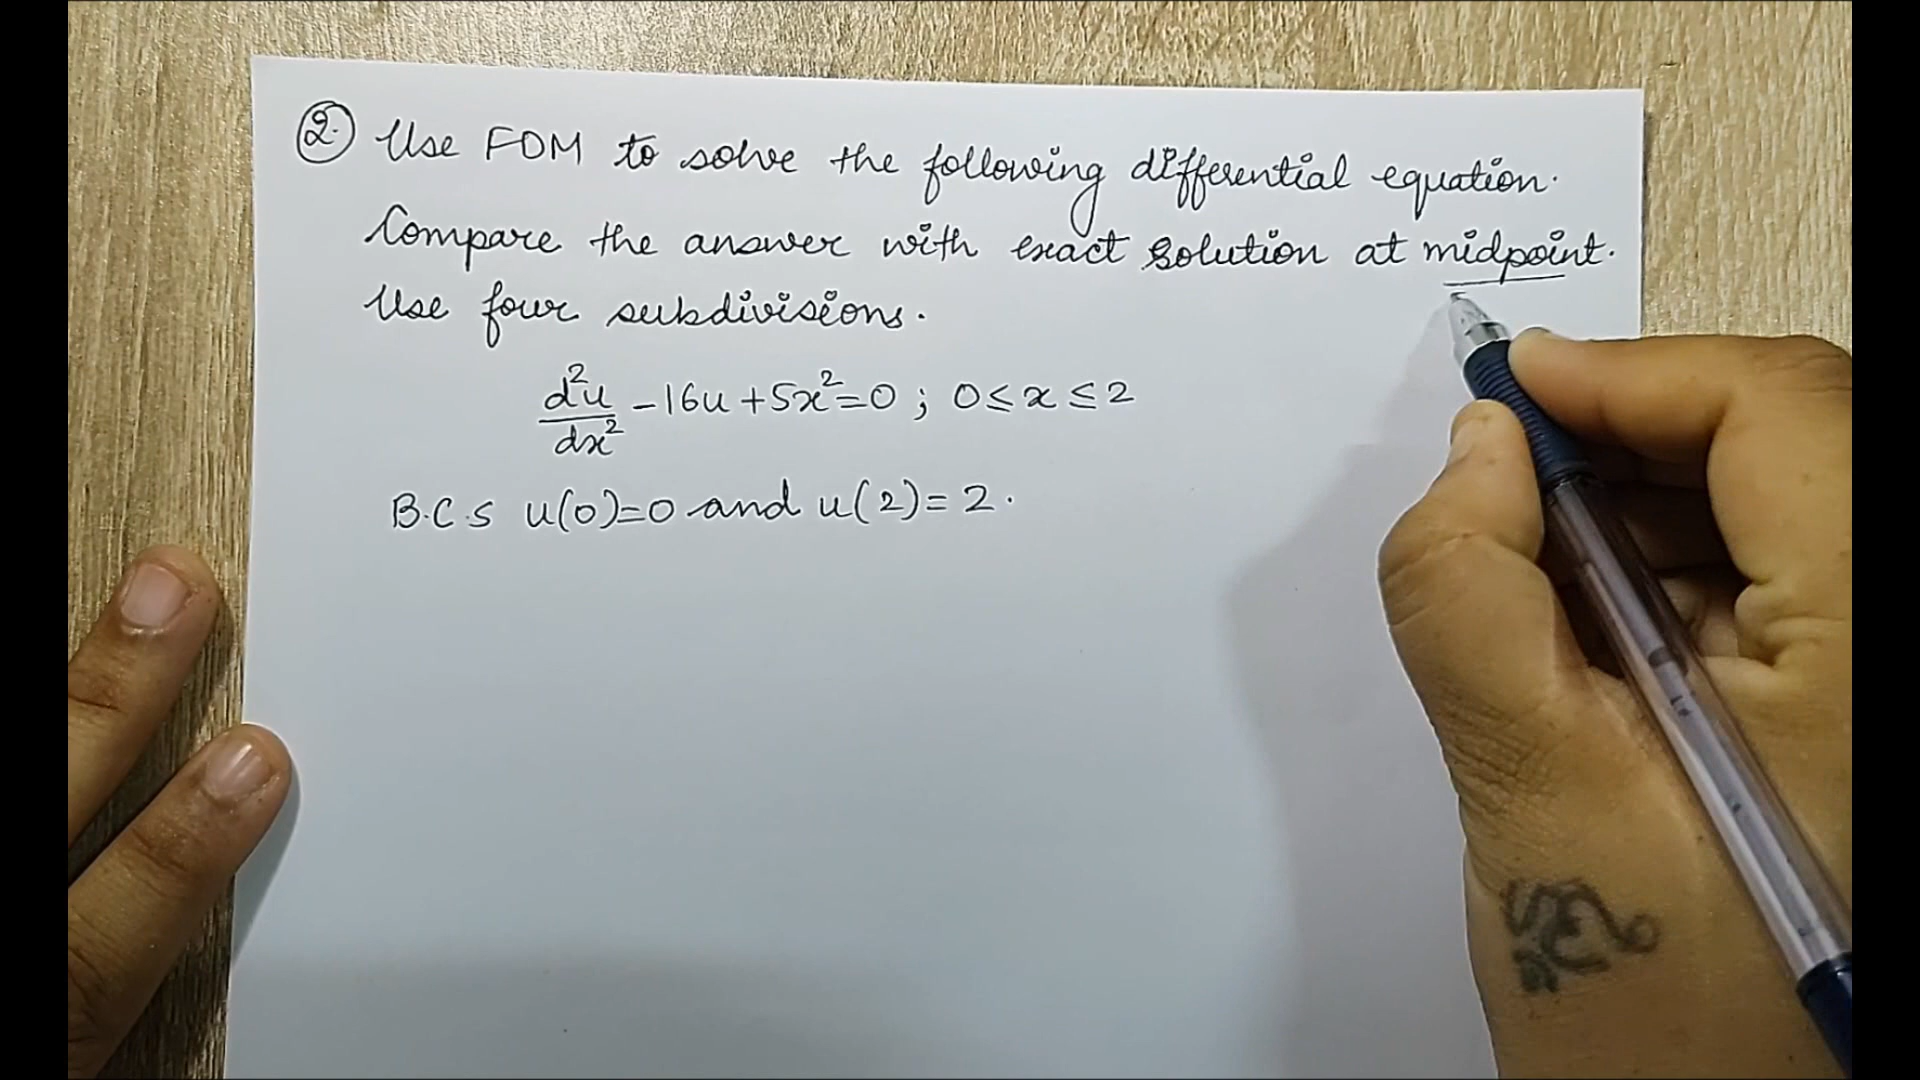 2. Use FDM to solve the following differential equation.
Compare the answer with exact solution at midpoint.
Use four subdivisions.
d²u/dx² - 16u + 5x² = 0 ; 0 ≤ x ≤ 2
B.C.S u(0)=0 and u(2)= 2.